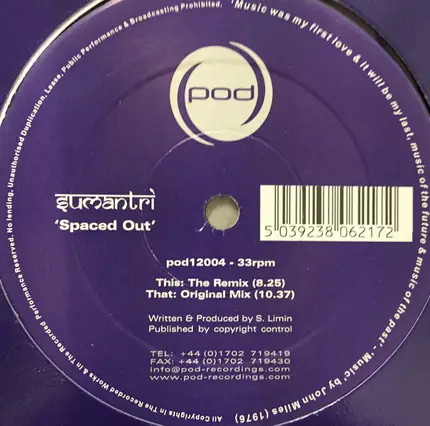 pod
sumantri
'Spaced Out'
5 039238 062172
pod12004 - 33rpm
This: The Remix (8.25)
That: Original Mix (10.37)
Written & Produced by S. Limin
Published by copyright control
TEL: +44 (0)1702 719419
FAX: +44 (0)1702 719430
info@pod-recordings.com
www.pod-recordings.com
All Copyrights In The Recorded Works & In The Recorded Performance Reserved. No lending, Unauthorised Duplication, Lease, Public Performance & Broadcasting Prohibited.
'Music was my first love & it will be my last, music of the future & music of the past' - 'Music' by John Miles (1976)